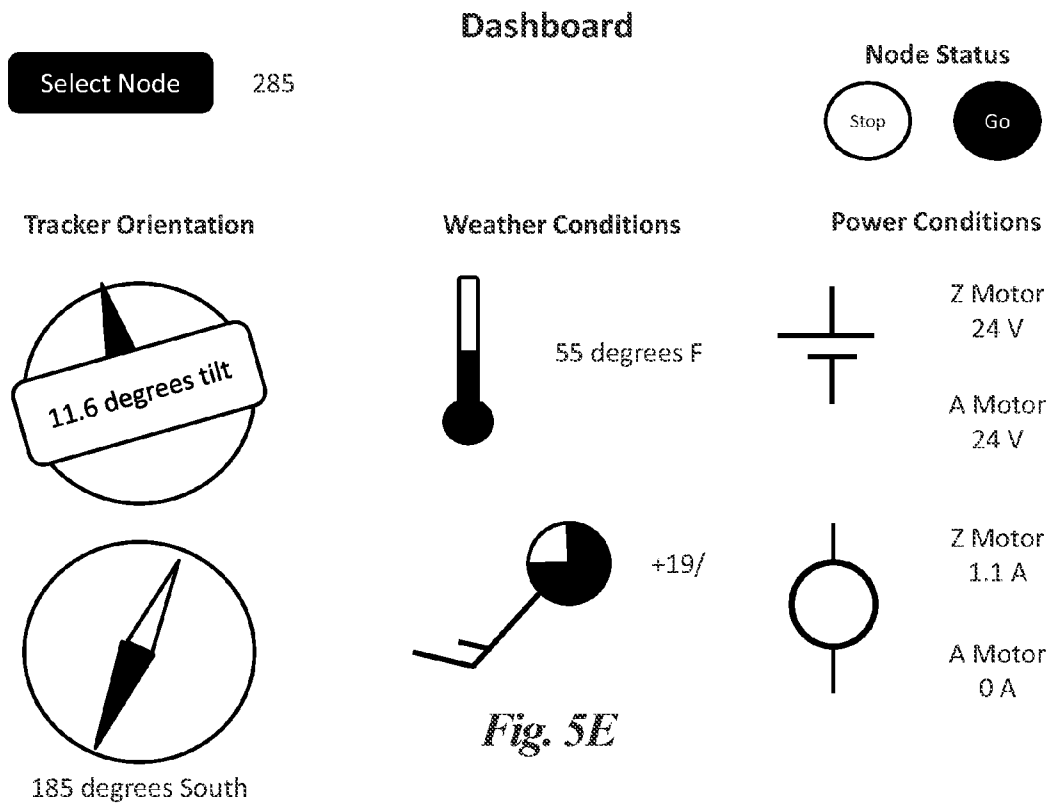 Dashboard
Select Node
285
Node Status
Stop
Go
Tracker Orientation
Weather Conditions
Power Conditions
11.6 degrees tilt
55 degrees F
Z Motor
24 V
A Motor
24 V
185 degrees South
+19/
Z Motor
1.1 A
A Motor
0 A
Fig. 5E